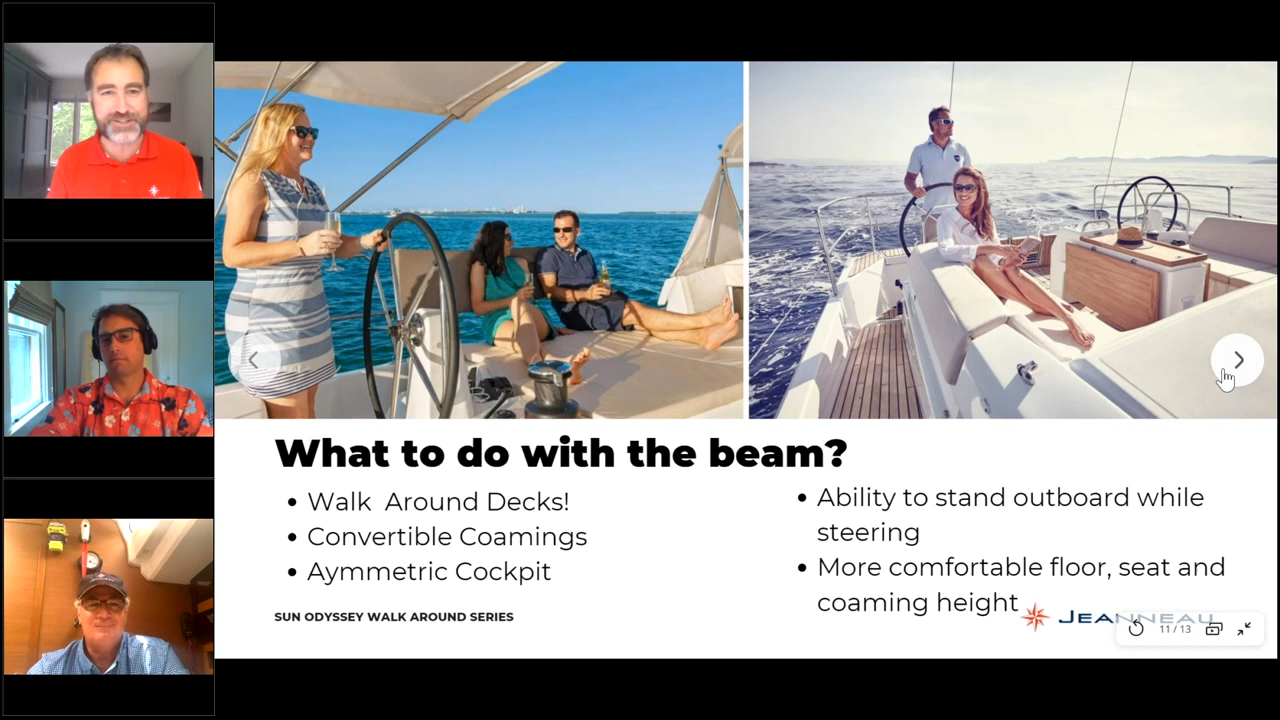 What to do with the beam?
Walk Around Decks!
Convertible Coamings
Aymmetric Cockpit
Ability to stand outboard while
steering
More comfortable floor, seat and
coaming height
SUN ODYSSEY WALK AROUND SERIES
JEANNEAU
11 / 13